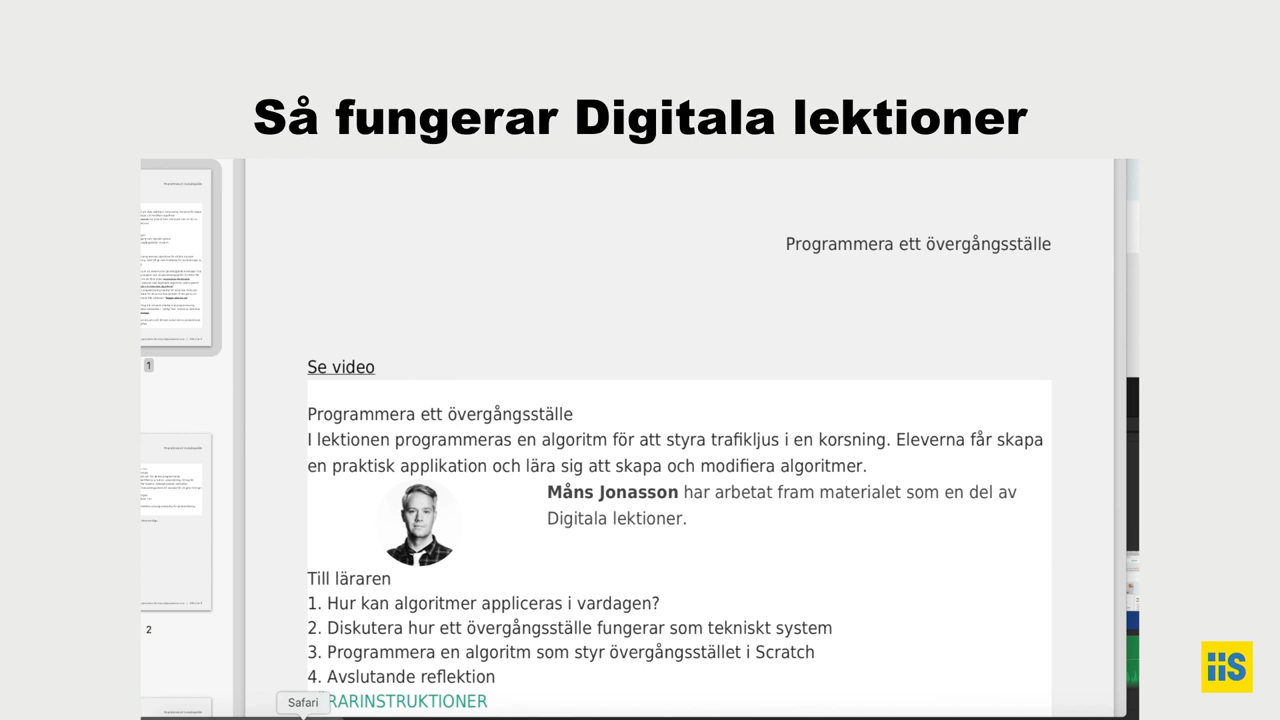 Så fungerar Digitala lektioner
Programmera ett övergångsställe
Se video
Programmera ett övergångsställe
I lektionen programmeras en algoritm för att styra trafikljus i en korsning. Eleverna får skapa
en praktisk applikation och lära sig att skapa och modifiera algoritmer.
Måns Jonasson har arbetat fram materialet som en del av
Digitala lektioner.
Till läraren
1. Hur kan algoritmer appliceras i vardagen?
2. Diskutera hur ett övergångsställe fungerar som tekniskt system
3. Programmera en algoritm som styr övergångsstället i Scratch
4. Avslutande reflektion
RARINSTRUKTIONER
Safari
1
2
iis